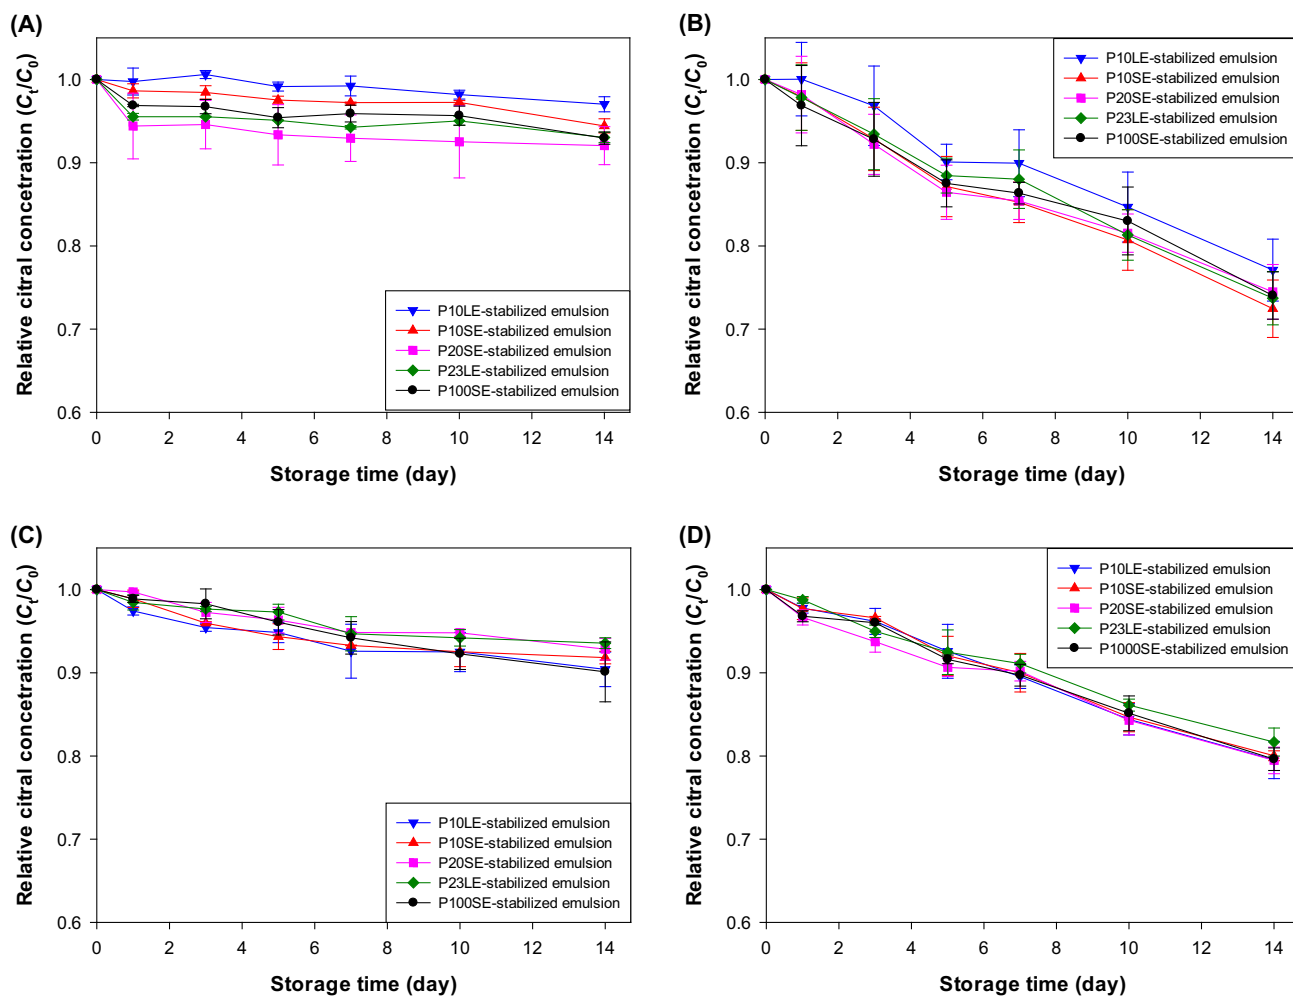 (A)
Relative citral concetration (Ct/C0)
1.0
0.9
0.8
0.7
0.6
P10LE-stabilized emulsion
P10SE-stabilized emulsion
P20SE-stabilized emulsion
P23LE-stabilized emulsion
P100SE-stabilized emulsion
0 2 4 6 8 10 12 14
Storage time (day)
(B)
Relative citral concetration (Ct/C0)
1.0
0.9
0.8
0.7
0.6
P10LE-stabilized emulsion
P10SE-stabilized emulsion
P20SE-stabilized emulsion
P23LE-stabilized emulsion
P100SE-stabilized emulsion
0 2 4 6 8 10 12 14
Storage time (day)
(C)
Relative citral concetration (Ct/C0)
1.0
0.9
0.8
0.7
0.6
P10LE-stabilized emulsion
P10SE-stabilized emulsion
P20SE-stabilized emulsion
P23LE-stabilized emulsion
P100SE-stabilized emulsion
0 2 4 6 8 10 12 14
Storage time (day)
(D)
Relative citral concetration (Ct/C0)
1.0
0.9
0.8
0.7
0.6
P10LE-stabilized emulsion
P10SE-stabilized emulsion
P20SE-stabilized emulsion
P23LE-stabilized emulsion
P1000SE-stabilized emulsion
0 2 4 6 8 10 12 14
Storage time (day)